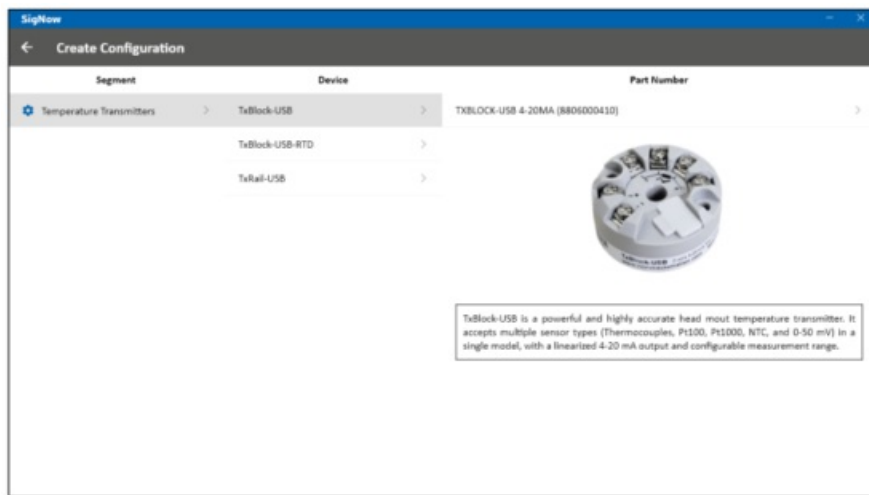 SigNow
Create Configuration
Segment
Device
Part Number
Temperature Transmitters
TxBlock-USB
TXBLOCK-USB 4-20MA (8806000410)
TxBlock-USB-RTD
TxRail-USB
TxBlock-USB
TxBlock-USB is a powerful and highly accurate head mout temperature transmitter. It
accepts multiple sensor types (Thermocouples, Pt100, Pt1000, NTC, and 0-50 mV) in a
single model, with a linearized 4-20 mA output and configurable measurement range.